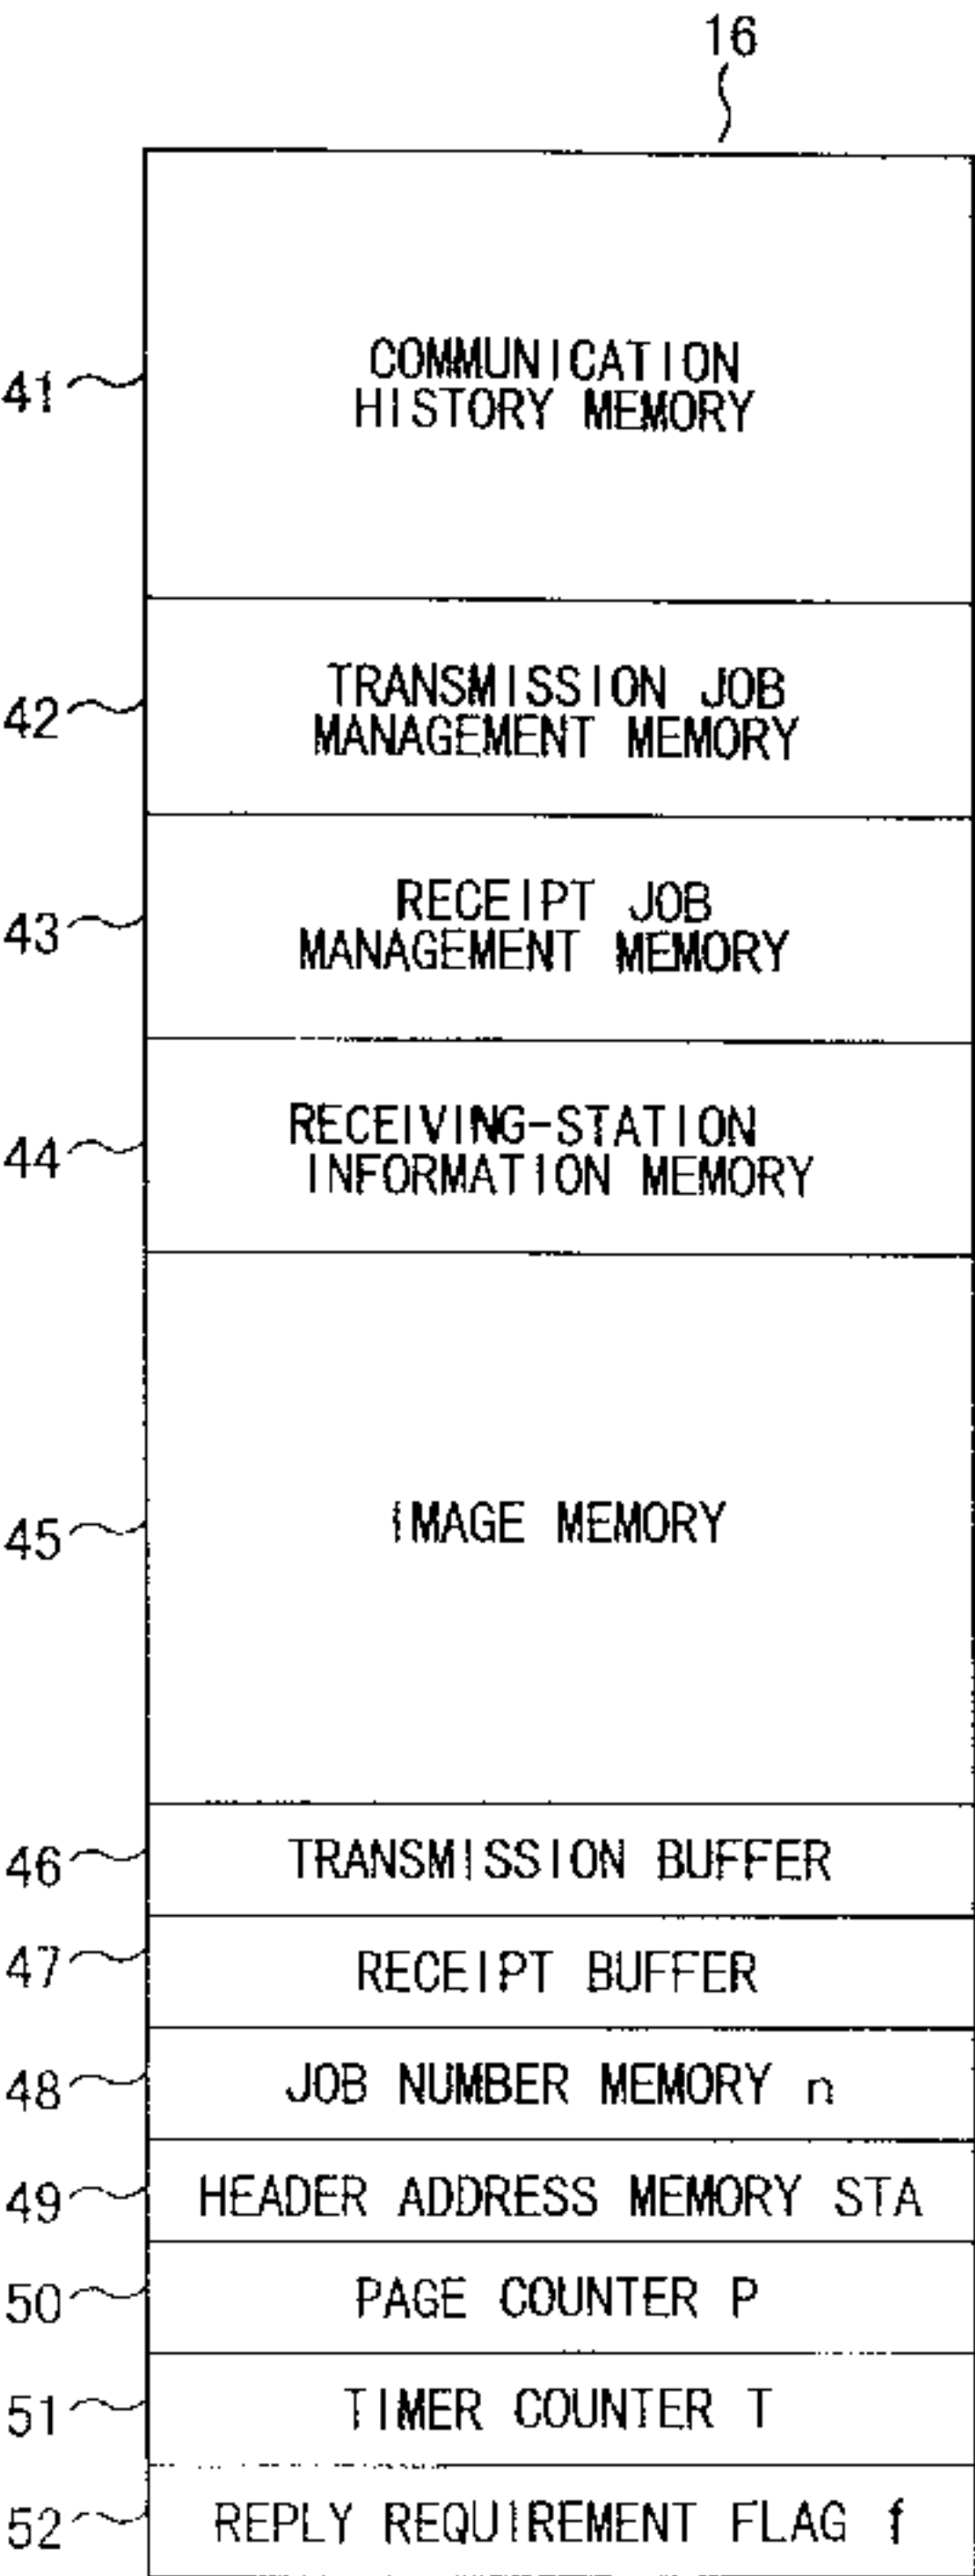 16
41
COMMUNICATION
HISTORY MEMORY
42
TRANSMISSION JOB
MANAGEMENT MEMORY
43
RECEIPT JOB
MANAGEMENT MEMORY
44
RECEIVING-STATION
INFORMATION MEMORY
45
IMAGE MEMORY
46
TRANSMISSION BUFFER
47
RECEIPT BUFFER
48
JOB NUMBER MEMORY n
49
HEADER ADDRESS MEMORY STA
50
PAGE COUNTER P
51
TIMER COUNTER T
52
REPLY REQUIREMENT FLAG f